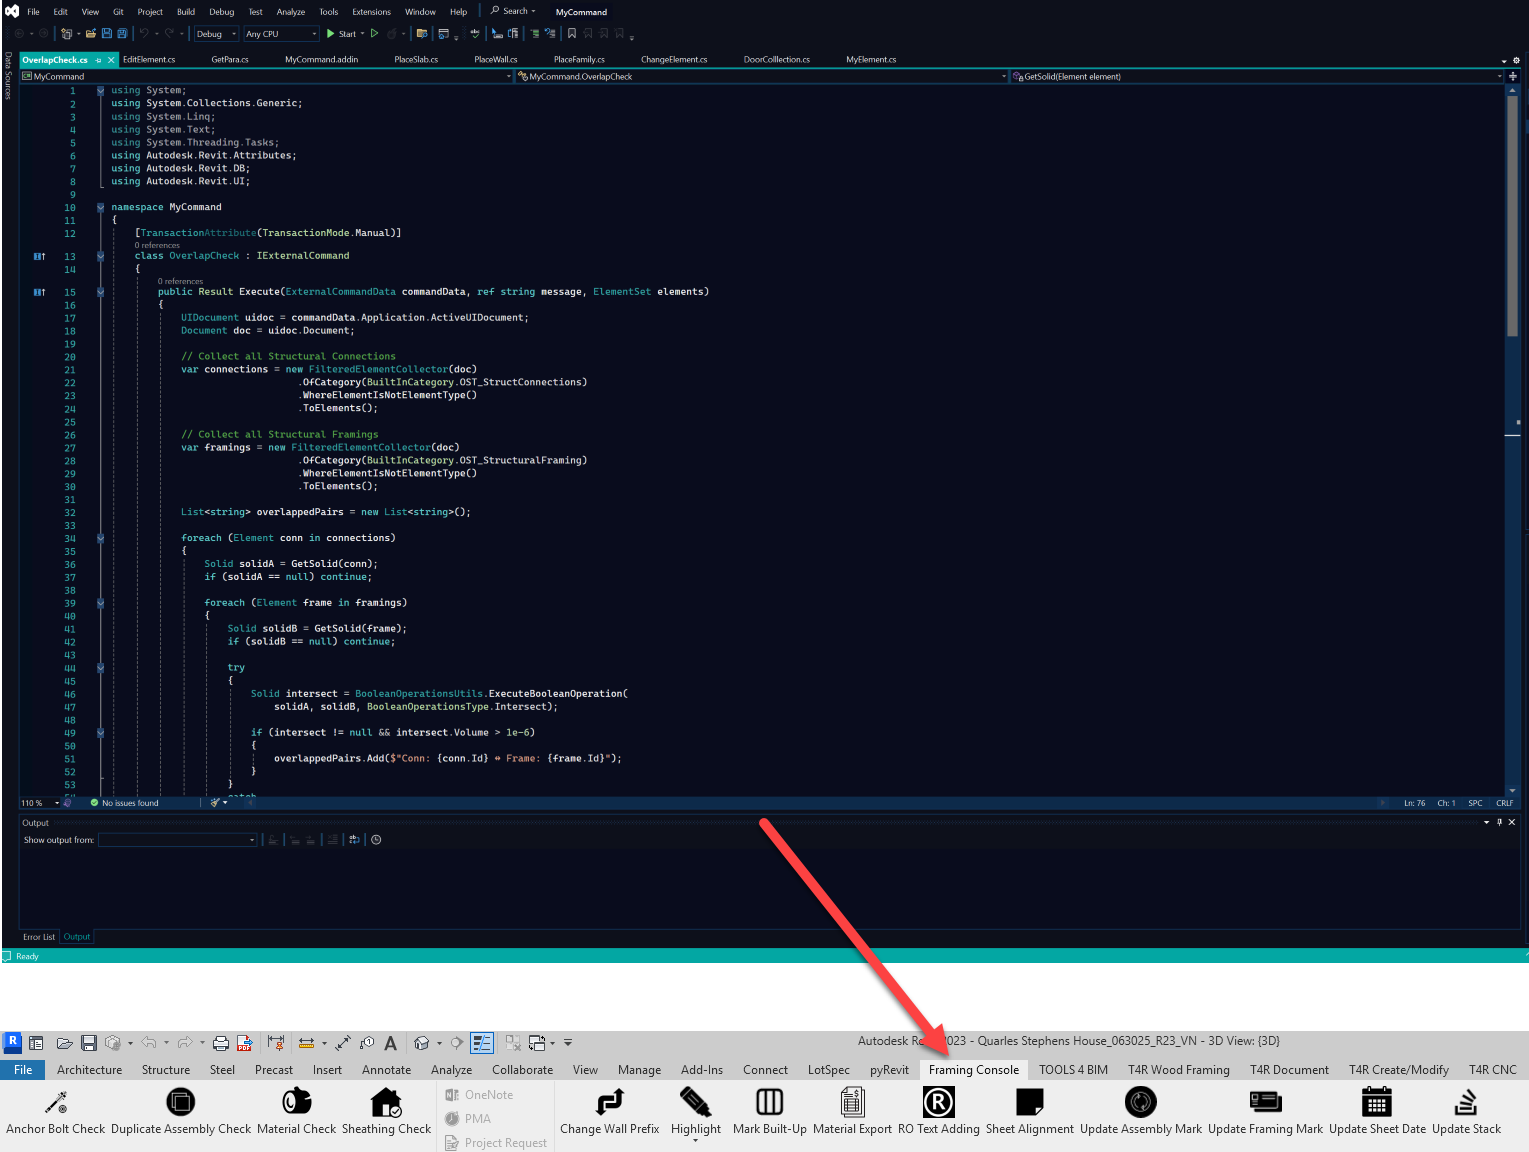 File Edit View Git Project Build Debug Test Analyze Tools Extensions Window Help Search MyCommand
Debug Any CPU Start
Data Sources
OverlapCheck.cs EditElement.cs GetPara.cs MyCommand.addin PlaceSlab.cs PlaceWall.cs PlaceFamily.cs ChangeElement.cs DoorCollection.cs MyElement.cs
MyCommand MyCommand.OverlapCheck GetSolid(Element element)
1 using System;
2 using System.Collections.Generic;
3 using System.Linq;
4 using System.Text;
5 using System.Threading.Tasks;
6 using Autodesk.Revit.Attributes;
7 using Autodesk.Revit.DB;
8 using Autodesk.Revit.UI;
9
10 namespace MyCommand
11 {
12 [TransactionAttribute(TransactionMode.Manual)]
0 references
13 class OverlapCheck : IExternalCommand
14 {
0 references
15 public Result Execute(ExternalCommandData commandData, ref string message, ElementSet elements)
16 {
17 UIDocument uidoc = commandData.Application.ActiveUIDocument;
18 Document doc = uidoc.Document;
19
20 // Collect all Structural Connections
21 var connections = new FilteredElementCollector(doc)
22 .OfCategory(BuiltInCategory.OST_StructConnections)
23 .WhereElementIsNotElementType()
24 .ToElements();
25
26 // Collect all Structural Framings
27 var framings = new FilteredElementCollector(doc)
28 .OfCategory(BuiltInCategory.OST_StructuralFraming)
29 .WhereElementIsNotElementType()
30 .ToElements();
31
32 List<string> overlappedPairs = new List<string>();
33
34 foreach (Element conn in connections)
35 {
36 Solid solidA = GetSolid(conn);
37 if (solidA == null) continue;
38
39 foreach (Element frame in framings)
40 {
41 Solid solidB = GetSolid(frame);
42 if (solidB == null) continue;
43
44 try
45 {
46 Solid intersect = BooleanOperationsUtils.ExecuteBooleanOperation(
47 solidA, solidB, BooleanOperationsType.Intersect);
48
49 if (intersect != null && intersect.Volume > 1e-6)
50 {
51 overlappedPairs.Add($"Conn: {conn.Id} ↔ Frame: {frame.Id}");
52 }
53 }
110 % No issues found Ln: 76 Ch: 1 SPC CRLF
Output
Show output from:
Error List Output
Ready
R PDF A Autodesk 2023 - Quarles Stephens House_063025_R23_VN - 3D View: {3D}
File Architecture Structure Steel Precast Insert Annotate Analyze Collaborate View Manage Add-Ins Connect LotSpec pyRevit Framing Console TOOLS 4 BIM T4R Wood Framing T4R Document T4R Create/Modify T4R CNC
Anchor Bolt Check Duplicate Assembly Check Material Check Sheathing Check
OneNote
PMA
Project Request
Change Wall Prefix Highlight Mark Built-Up Material Export RO Text Adding Sheet Alignment Update Assembly Mark Update Framing Mark Update Sheet Date Update Stack